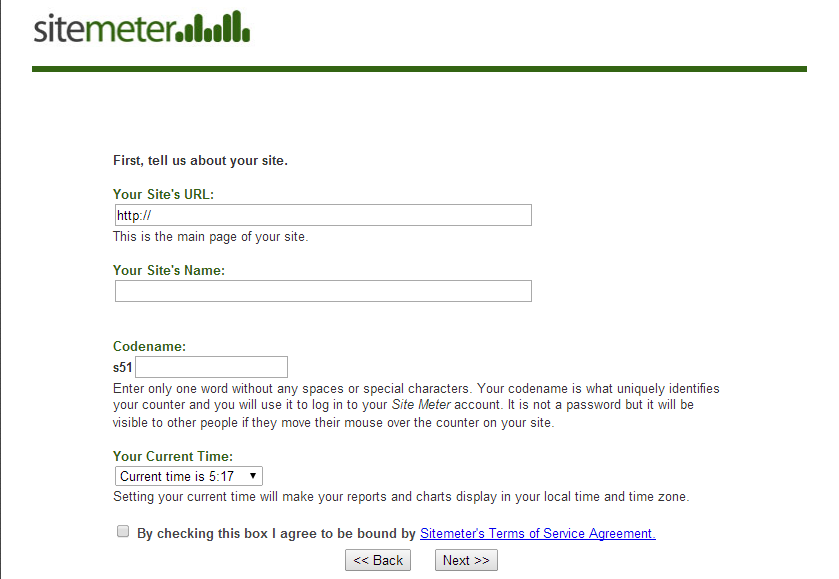 sitemeter
First, tell us about your site.
Your Site's URL:
http://
This is the main page of your site.
Your Site's Name:
Codename:
s51
Enter only one word without any spaces or special characters. Your codename is what uniquely identifies
your counter and you will use it to log in to your Site Meter account. It is not a password but it will be
visible to other people if they move their mouse over the counter on your site.
Your Current Time:
Current time is 5:17
Setting your current time will make your reports and charts display in your local time and time zone.
By checking this box I agree to be bound by Sitemeter's Terms of Service Agreement.
<< Back Next >>